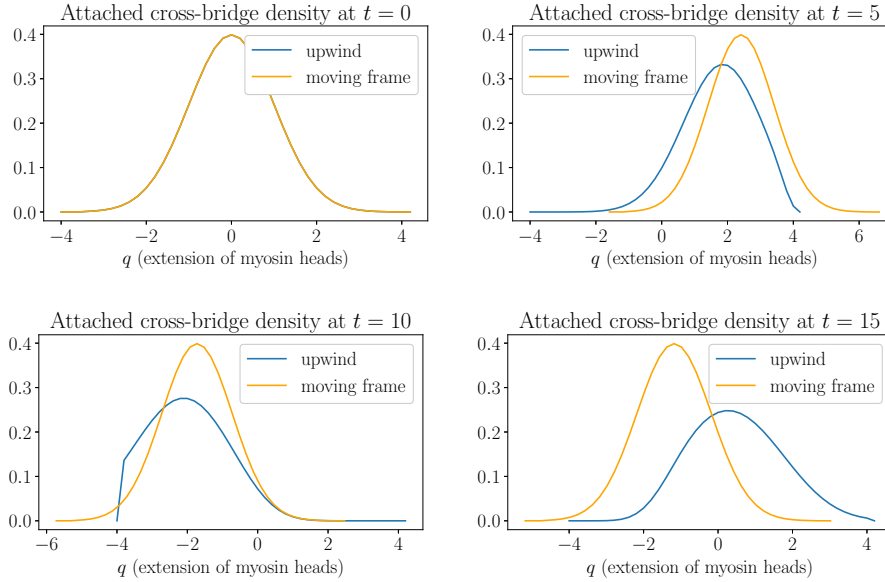 Attached cross-bridge density at t = 0
0.4
0.3
0.2
0.1
0.0
upwind
moving frame
−4 −2 0 2 4
q (extension of myosin heads)
Attached cross-bridge density at t = 5
0.4
0.3
0.2
0.1
0.0
upwind
moving frame
−4 −2 0 2 4 6
q (extension of myosin heads)
Attached cross-bridge density at t = 10
0.4
0.3
0.2
0.1
0.0
upwind
moving frame
−6 −4 −2 0 2 4
q (extension of myosin heads)
Attached cross-bridge density at t = 15
0.4
0.3
0.2
0.1
0.0
upwind
moving frame
−4 −2 0 2 4
q (extension of myosin heads)